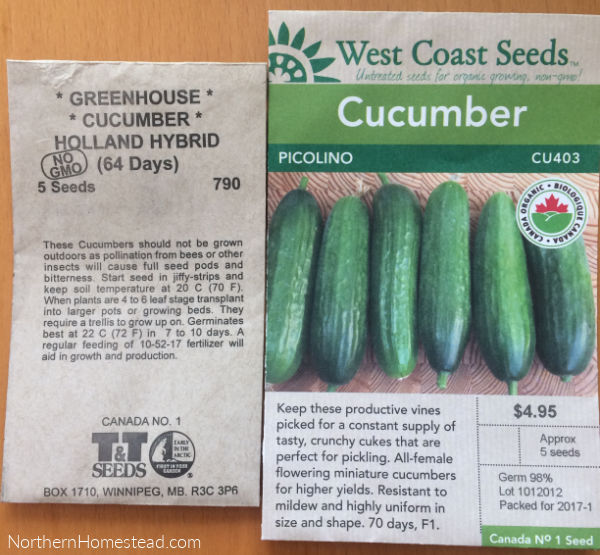 * GREENHOUSE *
* CUCUMBER *
HOLLAND HYBRID
NO GMO
(64 Days)
5 Seeds 790
These Cucumbers should not be grown
outdoors as pollination from bees or other
insects will cause full seed pods and
bitterness. Start seed in jiffy-strips and
keep soil temperature at 20 C (70 F).
When plants are 4 to 6 leaf stage transplant
into larger pots or growing beds. They
require a trellis to grow up on. Germinates
best at 22 C (72 F) in 7 to 10 days. A
regular feeding of 10-52-17 fertilizer will
aid in growth and production.
CANADA NO. 1
T&T
SEEDS
EARLY
IN THE
ARCTIC
FIRST IN YOUR
GARDEN
BOX 1710, WINNIPEG, MB. R3C 3P6
West Coast Seeds™
Untreated seeds for organic growing, non-gmo!
Cucumber
PICOLINO CU403
CANADA ORGANIC • BIOLOGIQUE CANADA
Keep these productive vines
picked for a constant supply of
tasty, crunchy cukes that are
perfect for pickling. All-female
flowering miniature cucumbers
for higher yields. Resistant to
mildew and highly uniform in
size and shape. 70 days, F1.
$4.95
Approx
5 seeds
Germ 98%
Lot 1012012
Packed for 2017-1
Canada Nº 1 Seed
NorthernHomestead.com